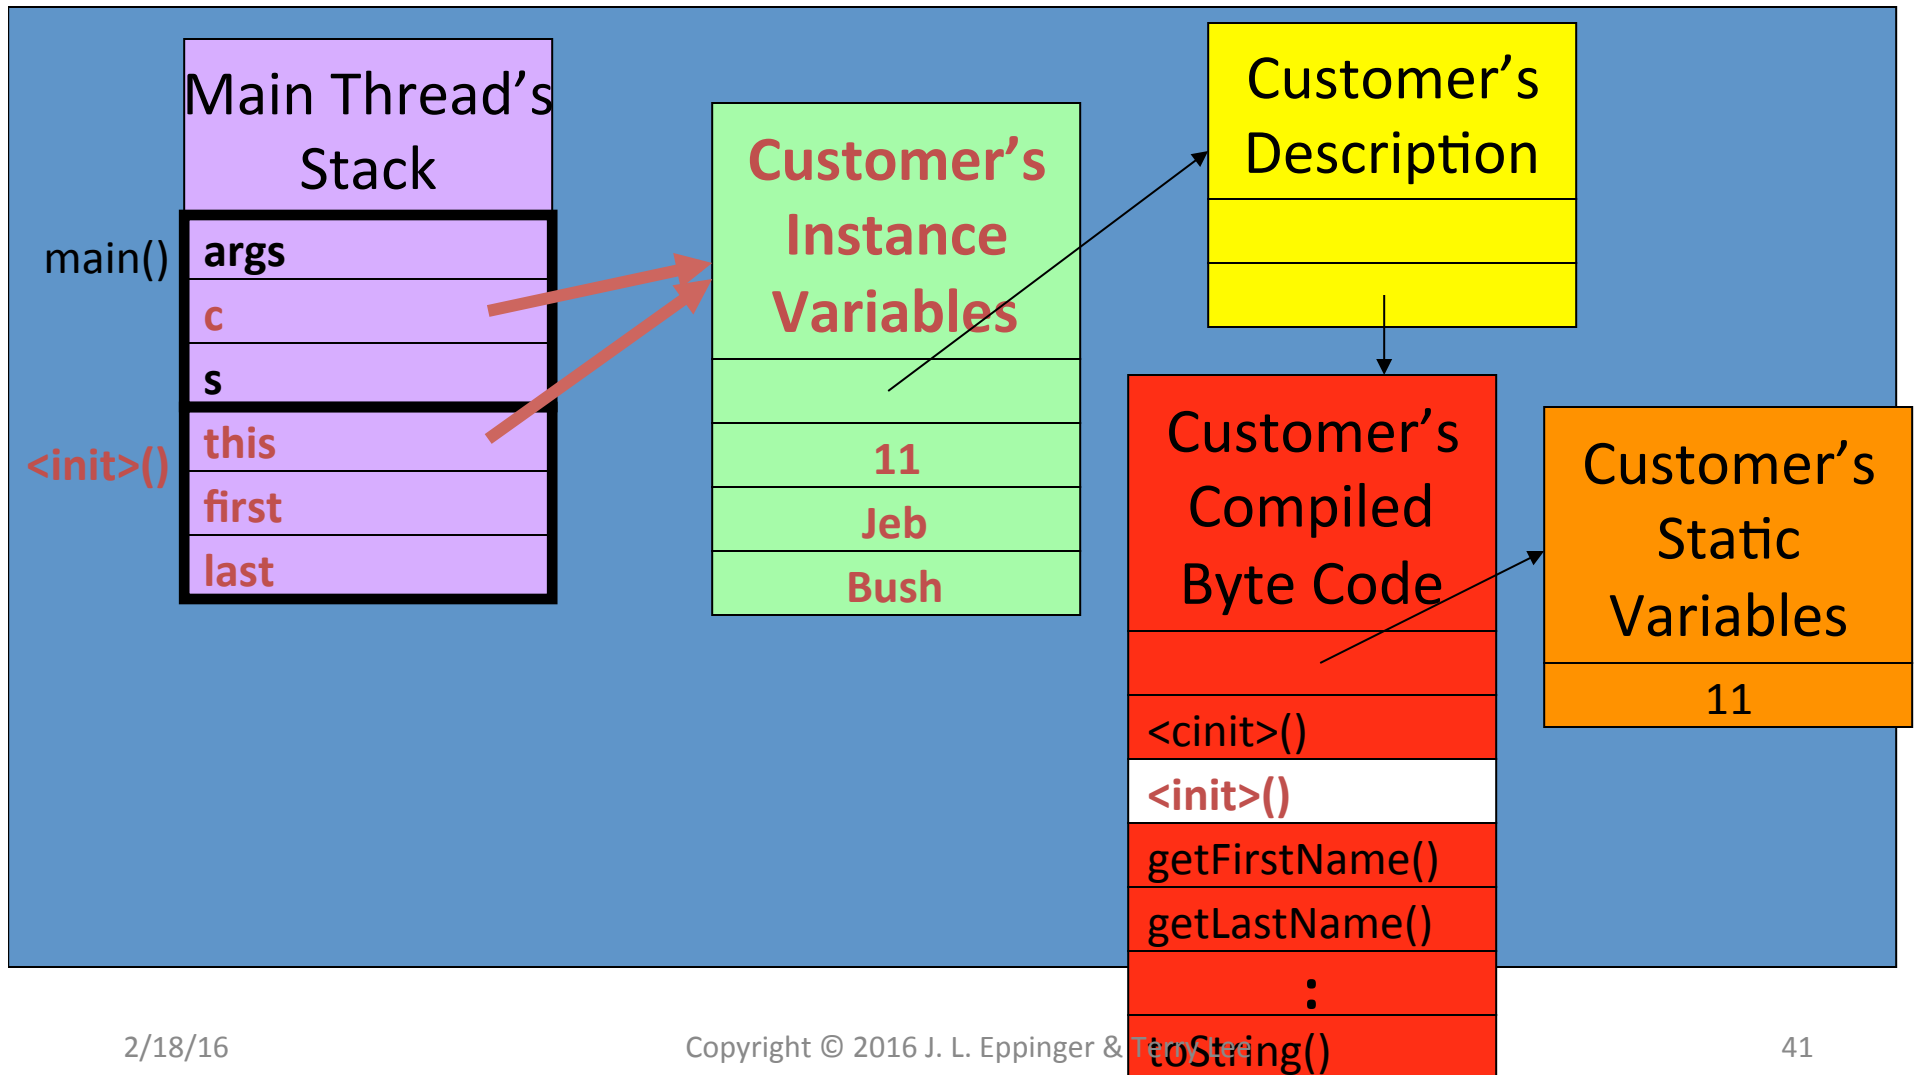 Main Thread’s
Stack
main()
args
c
s
<init>()
this
first
last
Customer’s
Instance
Variables
11
Jeb
Bush
Customer’s
Description
Customer’s
Compiled
Byte Code
<cinit>()
<init>()
getFirstName()
getLastName()
:
toString()
Customer’s
Static
Variables
11
2/18/16
Copyright © 2016 J. L. Eppinger & Terry Lee
41